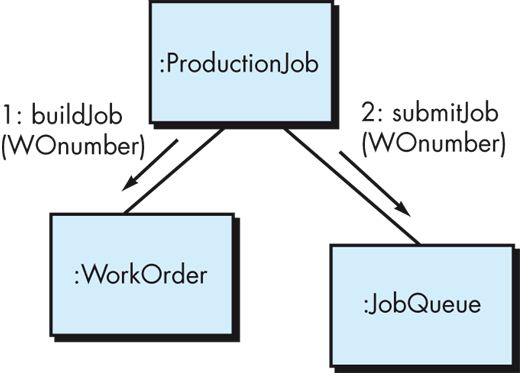 :ProductionJob
1: buildJob
(WOnumber)
2: submitJob
(WOnumber)
:WorkOrder
:JobQueue